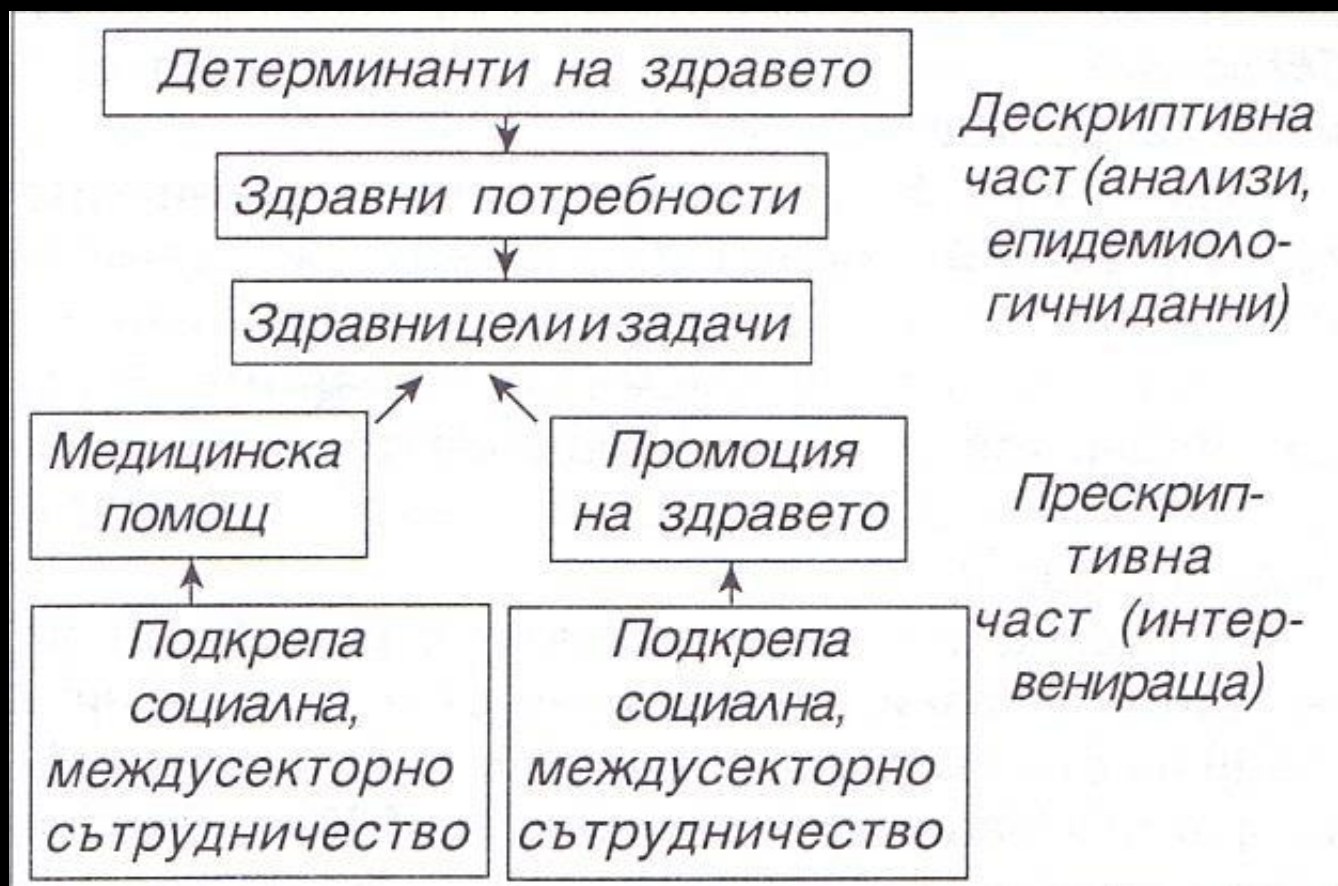 Детерминанти на здравето
Здравни потребности
Здравни цели и задачи
Дескриптивна
част (анализи,
епидемиоло-
гични данни)
Медицинска
помощ
Промоция
на здравето
Подкрепа
социална,
междусекторно
сътрудничество
Подкрепа
социална,
междусекторно
сътрудничество
Прескрип-
тивна
част (интер-
венираща)